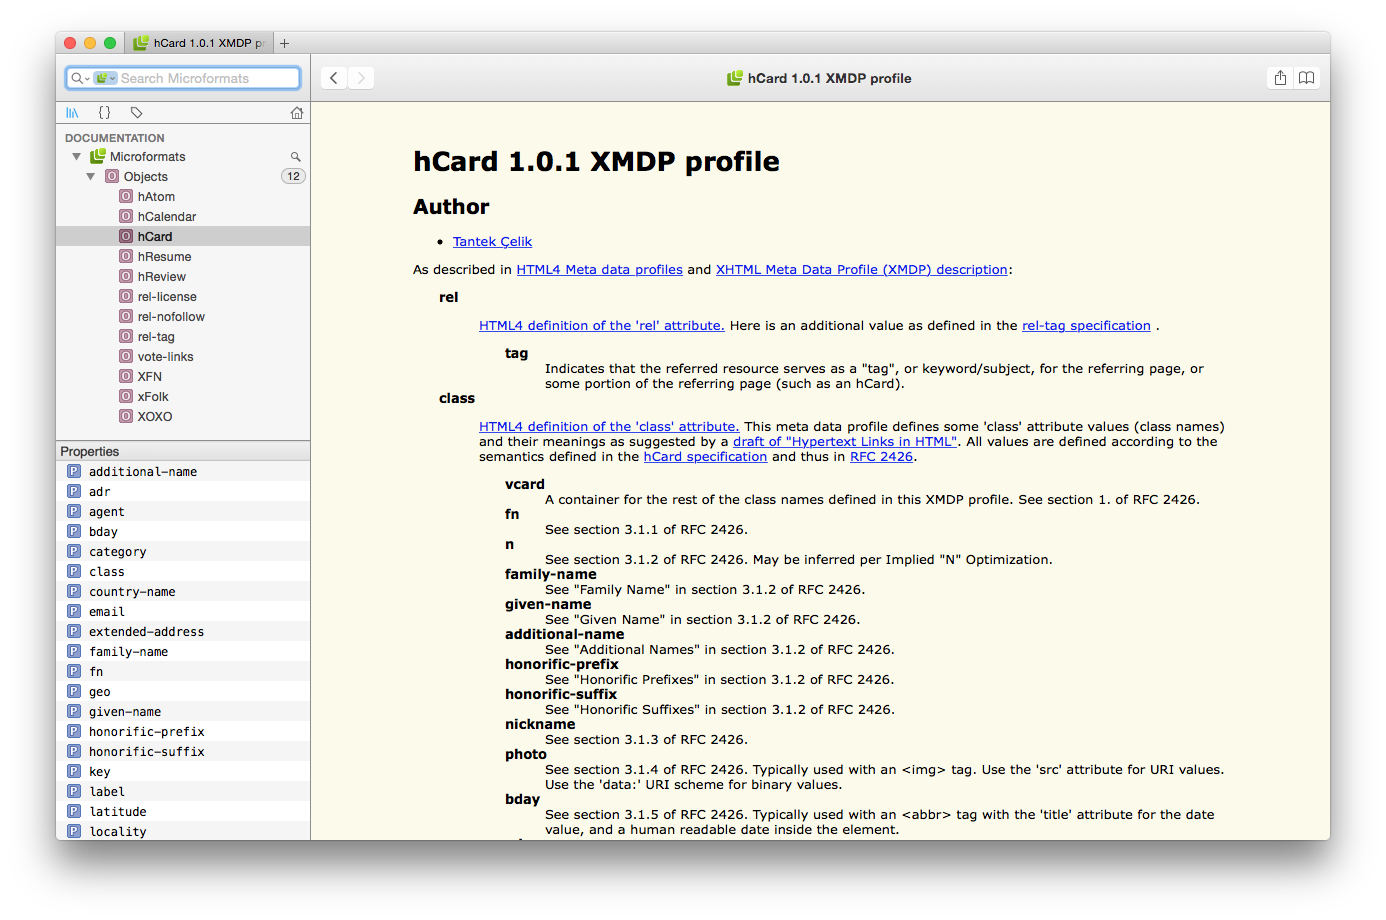 hCard 1.0.1 XMDP pr
Search Microformats
hCard 1.0.1 XMDP profile
DOCUMENTATION
Microformats
Objects 12
hAtom
hCalendar
hCard
hResume
hReview
rel-license
rel-nofollow
rel-tag
vote-links
XFN
xFolk
XOXO
Properties
additional-name
adr
agent
bday
category
class
country-name
email
extended-address
family-name
fn
geo
given-name
honorific-prefix
honorific-suffix
key
label
latitude
locality
hCard 1.0.1 XMDP profile
Author
• Tantek Çelik
As described in HTML4 Meta data profiles and XHTML Meta Data Profile (XMDP) description:
rel
HTML4 definition of the 'rel' attribute. Here is an additional value as defined in the rel-tag specification .
tag
Indicates that the referred resource serves as a "tag", or keyword/subject, for the referring page, or
some portion of the referring page (such as an hCard).
class
HTML4 definition of the 'class' attribute. This meta data profile defines some 'class' attribute values (class names)
and their meanings as suggested by a draft of "Hypertext Links in HTML". All values are defined according to the
semantics defined in the hCard specification and thus in RFC 2426.
vcard
A container for the rest of the class names defined in this XMDP profile. See section 1. of RFC 2426.
fn
See section 3.1.1 of RFC 2426.
n
See section 3.1.2 of RFC 2426. May be inferred per Implied "N" Optimization.
family-name
See "Family Name" in section 3.1.2 of RFC 2426.
given-name
See "Given Name" in section 3.1.2 of RFC 2426.
additional-name
See "Additional Names" in section 3.1.2 of RFC 2426.
honorific-prefix
See "Honorific Prefixes" in section 3.1.2 of RFC 2426.
honorific-suffix
See "Honorific Suffixes" in section 3.1.2 of RFC 2426.
nickname
See section 3.1.3 of RFC 2426.
photo
See section 3.1.4 of RFC 2426. Typically used with an <img> tag. Use the 'src' attribute for URI values.
Use the 'data:' URI scheme for binary values.
bday
See section 3.1.5 of RFC 2426. Typically used with an <abbr> tag with the 'title' attribute for the date
value, and a human readable date inside the element.